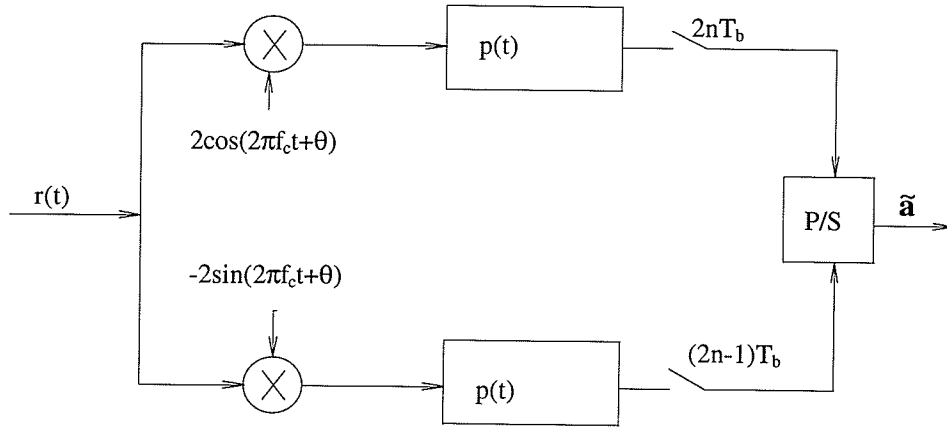 2nT_b
p(t)
2cos(2πf_ct+θ)
r(t)
P/S
ã
-2sin(2πf_ct+θ)
(2n-1)T_b
p(t)